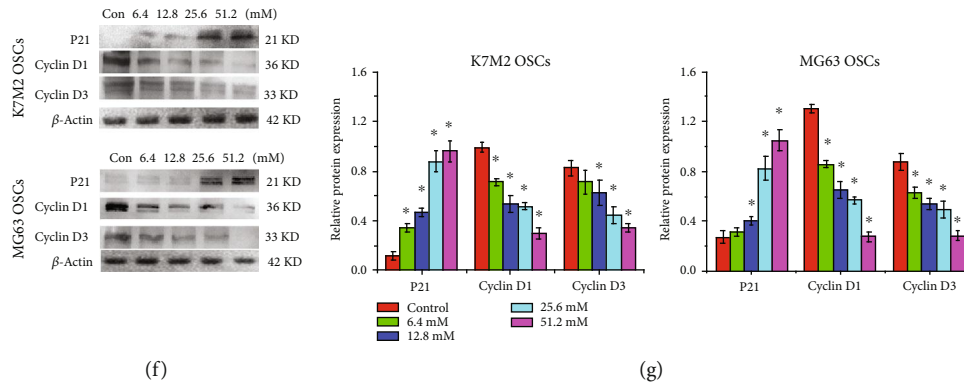 Con 6.4 12.8 25.6 51.2 (mM)
K7M2 OSCs
P21 21 KD
Cyclin D1 36 KD
Cyclin D3 33 KD
β-Actin 42 KD
Con 6.4 12.8 25.6 51.2 (mM)
MG63 OSCs
P21 21 KD
Cyclin D1 36 KD
Cyclin D3 33 KD
β-Actin 42 KD
(f)
K7M2 OSCs
Relative protein expression
1.6
1.2
0.8
0.4
0.0
* * * *
* * * *
* * *
P21 Cyclin D1 Cyclin D3
Control
6.4 mM
12.8 mM
25.6 mM
51.2 mM
MG63 OSCs
Relative protein expression
1.6
1.2
0.8
0.4
0.0
* * *
* * * *
* * * *
P21 Cyclin D1 Cyclin D3
(g)